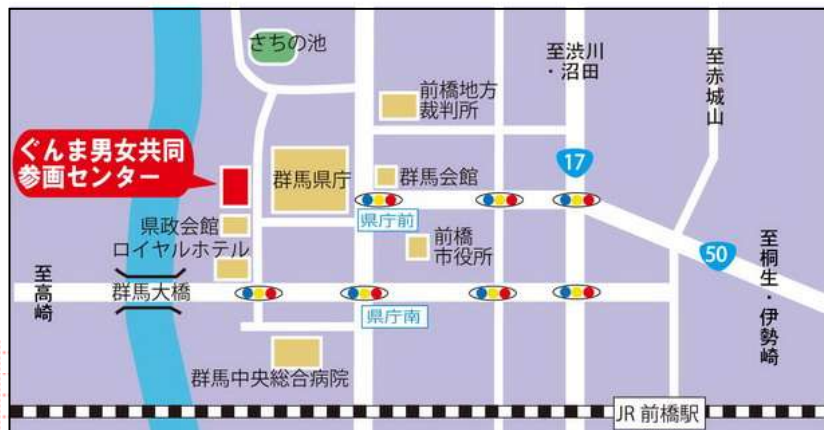 さちの池
至渋川
・沼田
至赤城山
前橋地方
裁判所
17
ぐんま男女共同
参画センター
群馬県庁
群馬会館
県庁前
県政会館
ロイヤルホテル
前橋
市役所
50
至桐生・伊勢崎
至高崎
群馬大橋
県庁南
群馬中央総合病院
JR 前橋駅